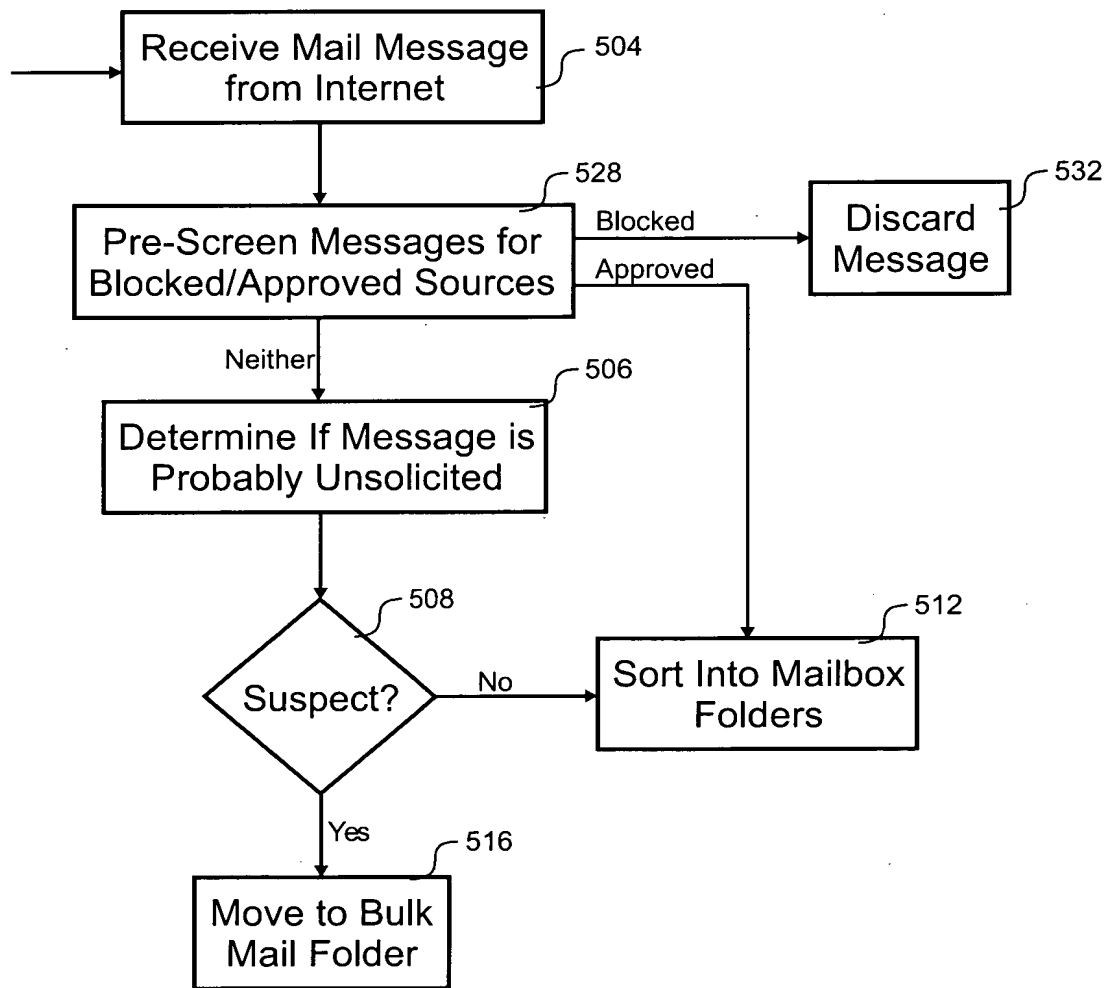 Receive Mail Message
from Internet
504
528
Pre-Screen Messages for
Blocked/Approved Sources
Blocked
Approved
532
Discard
Message
Neither
506
Determine If Message is
Probably Unsolicited
508
Suspect?
No
512
Sort Into Mailbox
Folders
Yes
516
Move to Bulk
Mail Folder